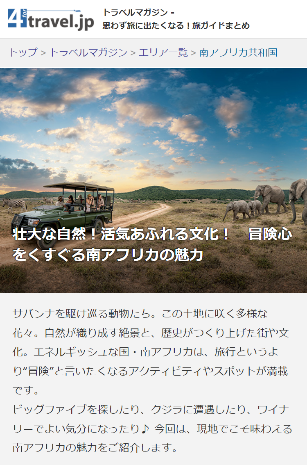 4travel.jp
トラベルマガジン -
思わず旅に出たくなる！旅ガイドまとめ
トップ > トラベルマガジン > エリア一覧 > 南アフリカ共和国
壮大な自然！活気あふれる文化！　冒険心
をくすぐる南アフリカの魅力
サバンナを駆け巡る動物たち。この土地に咲く多様な
花々。自然が織り成す絶景と、歴史がつくり上げた街や文
化。エネルギッシュな国・南アフリカは、旅行というよ
り“冒険”と言いたくなるアクティビティやスポットが満載
です。
ビッグファイブを探したり、クジラに遭遇したり、ワイナ
リーでよい気分になったり♪ 今回は、現地でこそ味わえる
南アフリカの魅力をご紹介します。